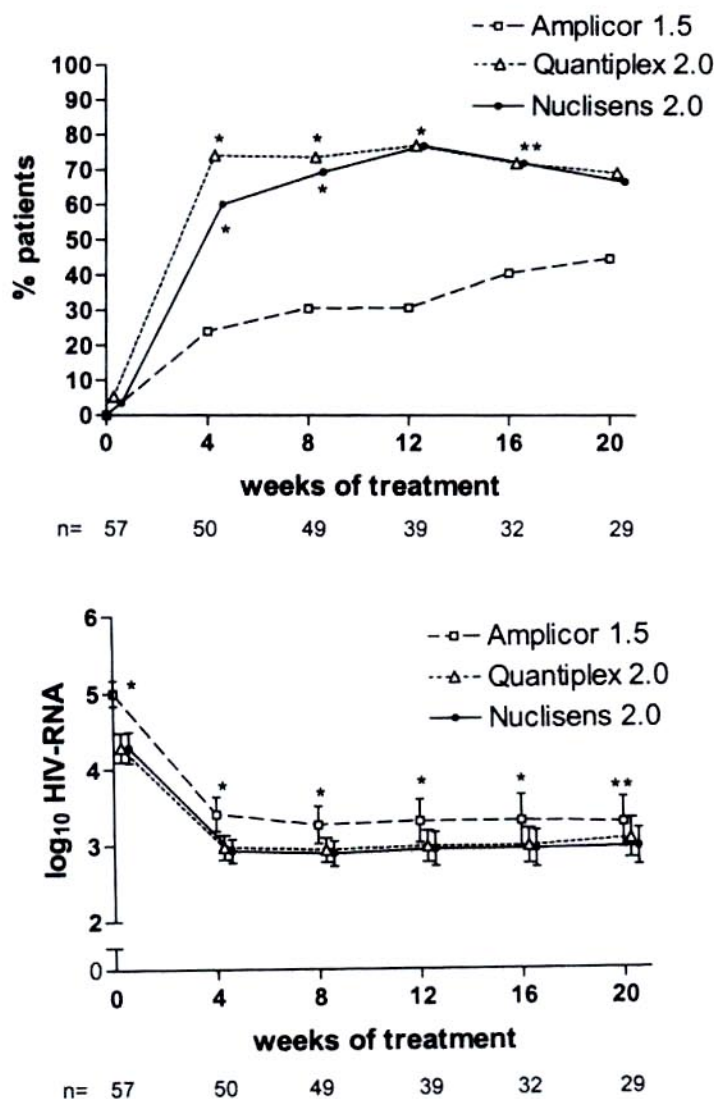 Amplicor 1.5
Quantiplex 2.0
Nuclisens 2.0
100
90
80
70
60
50
40
30
20
10
0
% patients
* * * **
* *
0 4 8 12 16 20
weeks of treatment
n= 57 50 49 39 32 29
Amplicor 1.5
Quantiplex 2.0
Nuclisens 2.0
6
5
4
3
2
0
log10 HIV-RNA
* * * * * **
0 4 8 12 16 20
weeks of treatment
n= 57 50 49 39 32 29